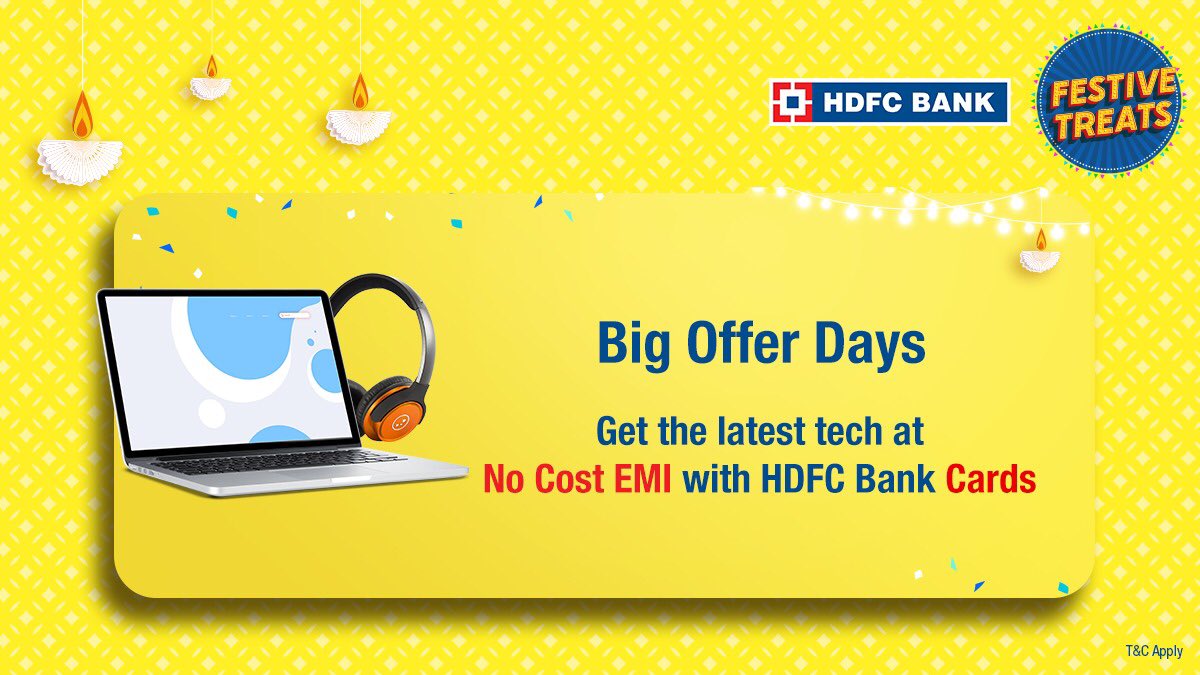 HDFC BANK
FESTIVE
TREATS
Big Offer Days
Get the latest tech at
No Cost EMI with HDFC Bank Cards
T&C Apply